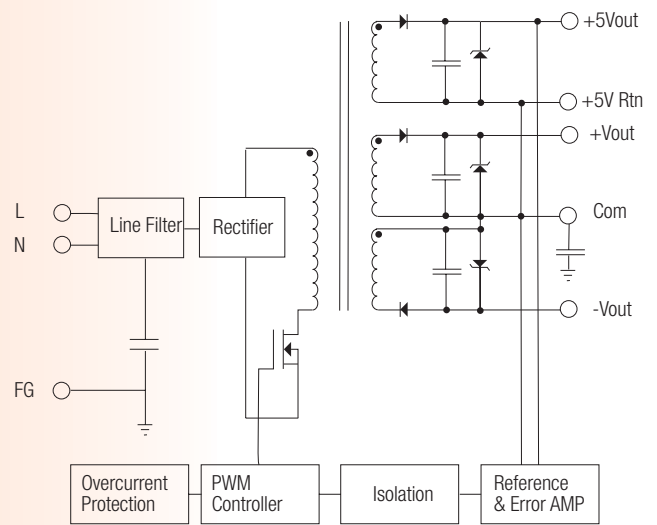 +5Vout
+5V Rtn
+Vout
L
Line Filter
Rectifier
Com
N
-Vout
FG
Overcurrent
Protection
PWM
Controller
Isolation
Reference
& Error AMP